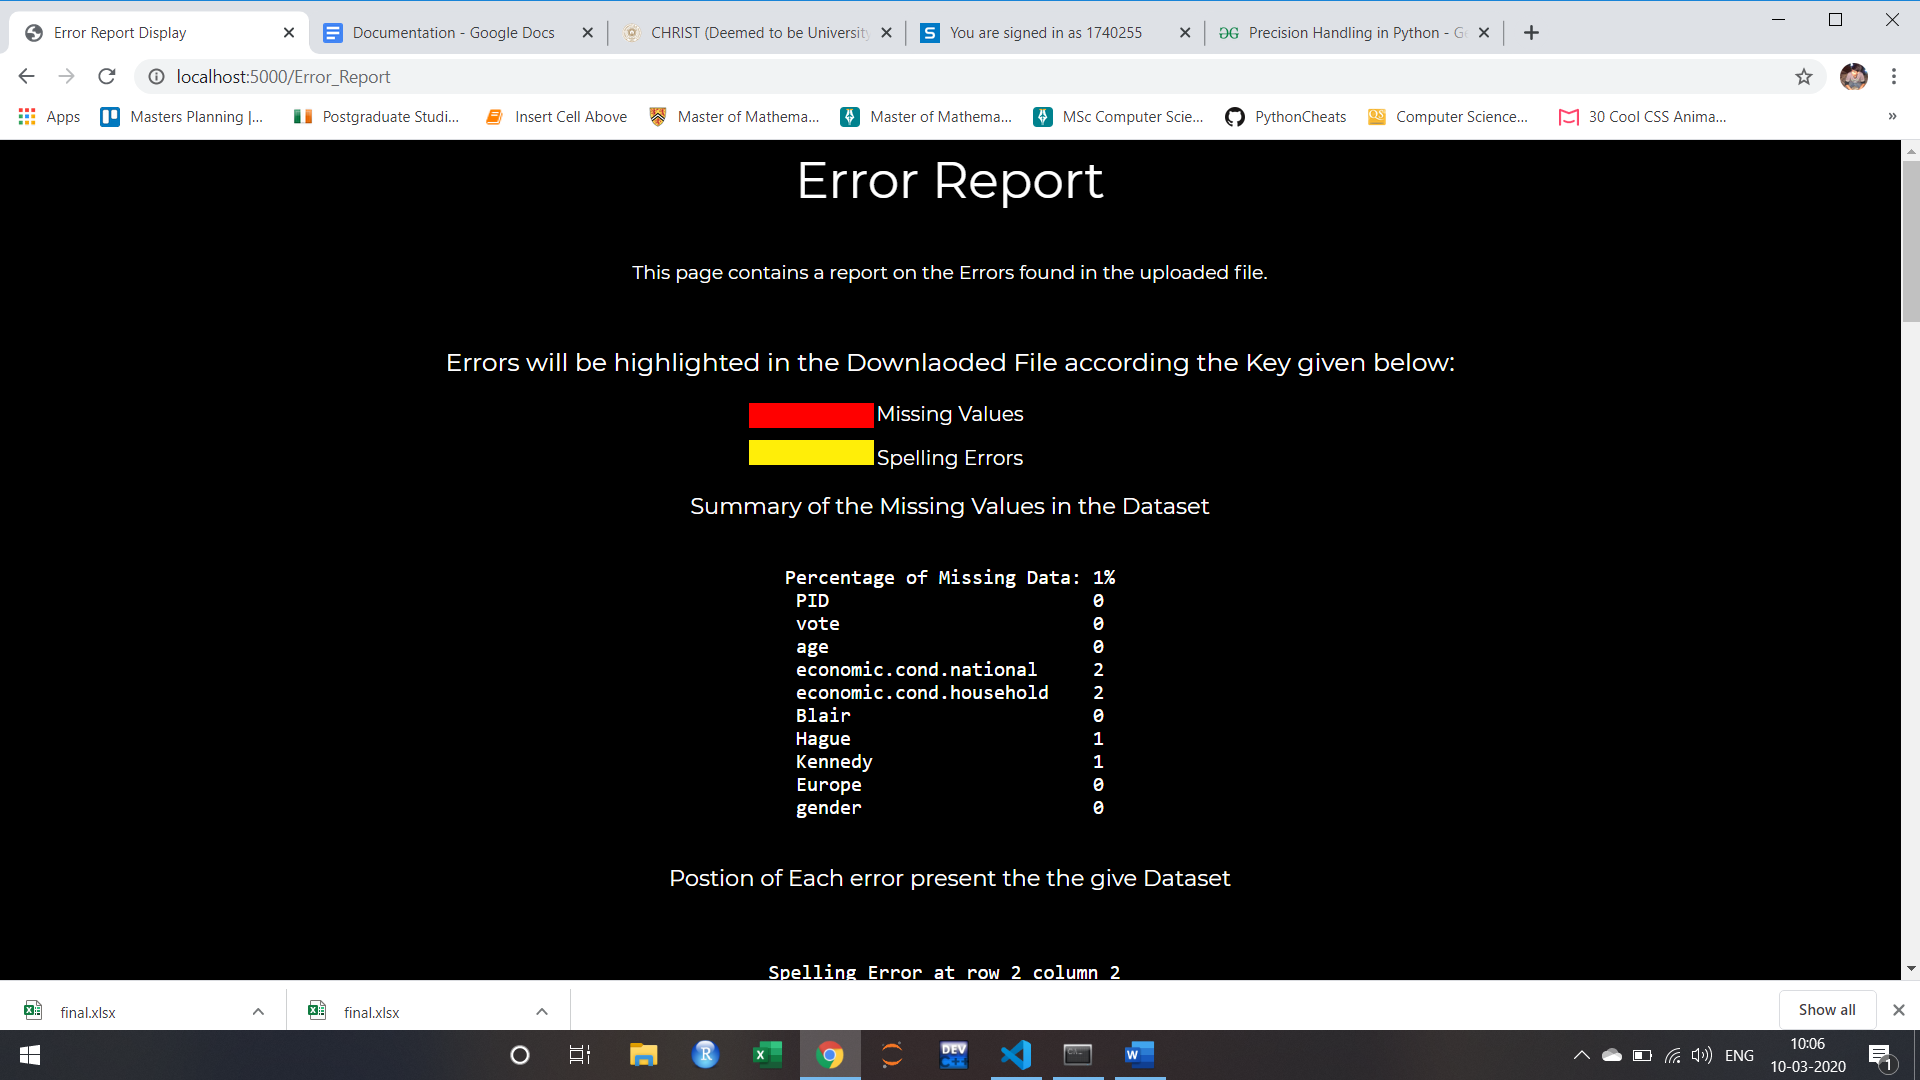 Error Report Display
Documentation - Google Docs
CHRIST (Deemed to be University
You are signed in as 1740255
Precision Handling in Python - G
localhost:5000/Error_Report
Apps
Masters Planning |...
Postgraduate Studi...
Insert Cell Above
Master of Mathema...
Master of Mathema...
MSc Computer Scie...
PythonCheats
Computer Science...
30 Cool CSS Anima...
»
Error Report
This page contains a report on the Errors found in the uploaded file.
Errors will be highlighted in the Downlaoded File according the Key given below:
Missing Values
Spelling Errors
Summary of the Missing Values in the Dataset
Percentage of Missing Data: 1%
PID 0
vote 0
age 0
economic.cond.national 2
economic.cond.household 2
Blair 0
Hague 1
Kennedy 1
Europe 0
gender 0
Postion of Each error present the the give Dataset
Spelling Error at row 2 column 2
final.xlsx
final.xlsx
Show all
DEV
ENG
10:06
10-03-2020
1